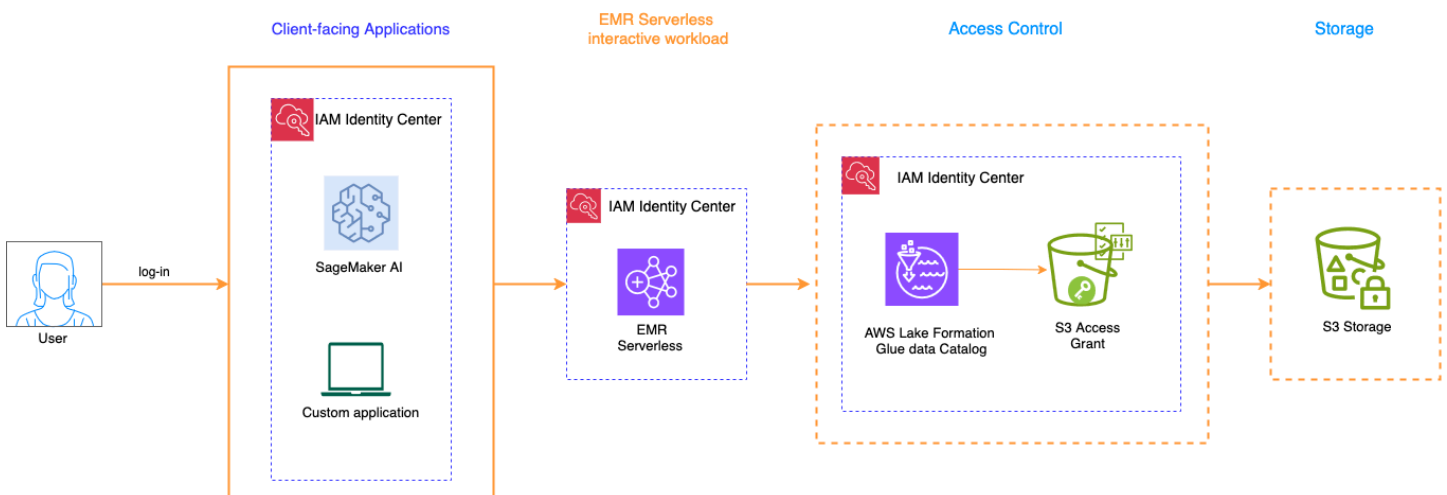 Client-facing Applications
EMR Serverless
interactive workload
Access Control
Storage
IAM Identity Center
SageMaker AI
Custom application
log-in
User
IAM Identity Center
EMR
Serverless
IAM Identity Center
AWS Lake Formation
Glue data Catalog
S3 Access
Grant
S3 Storage